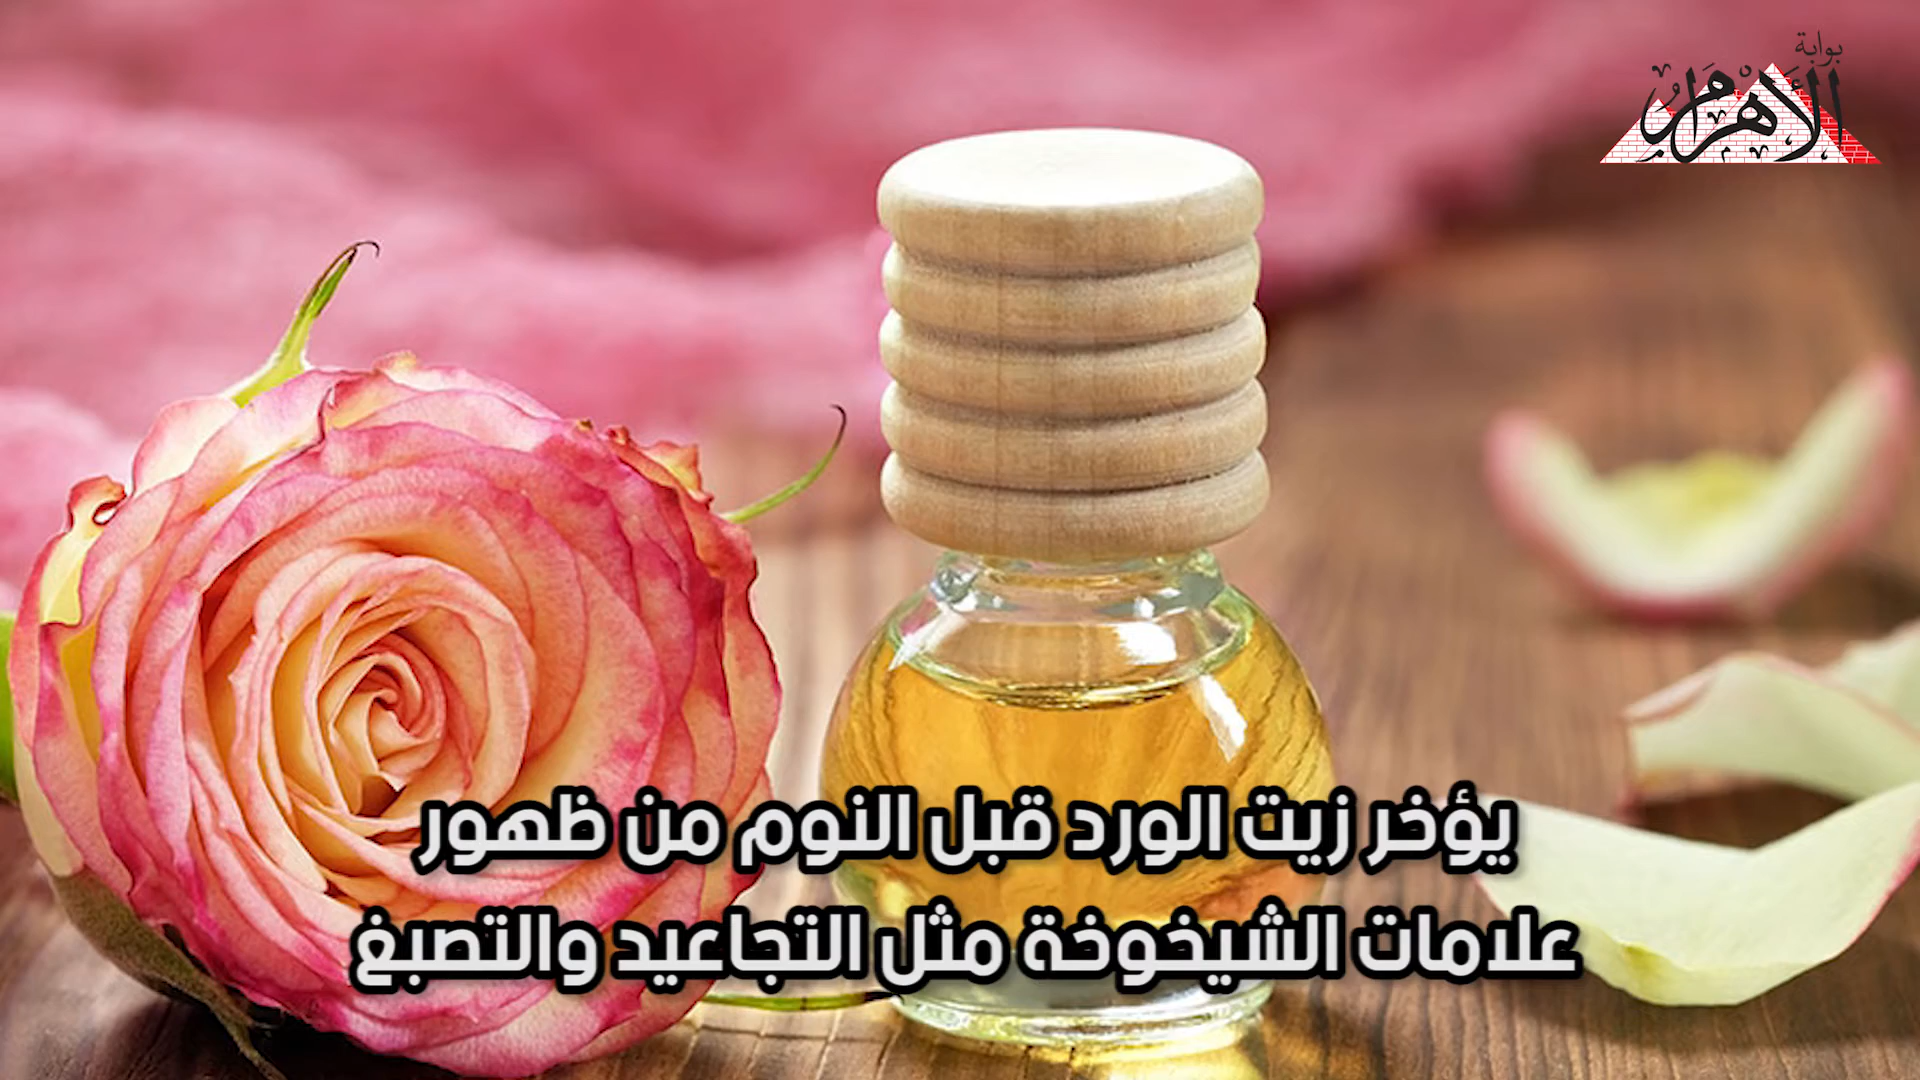 بوابة
الأهرام
يؤخر زيت الورد قبل النوم من ظهور
علامات الشيخوخة مثل التجاعيد والتصبغ